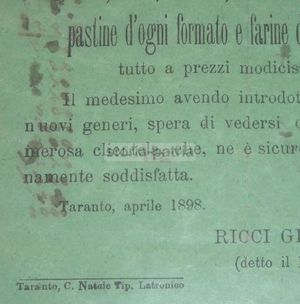 pastine d'ogni formato e farine
tutto a prezzi modicis
Il medesimo avendo introdot
nuovi generi, spera di vedersi
merosa clientela, che, ne è sicur
namente soddisfatta.
Taranto, aprile 1898.
RICCI G
(detto il
Taranto, C. Natale Tip. Latronico